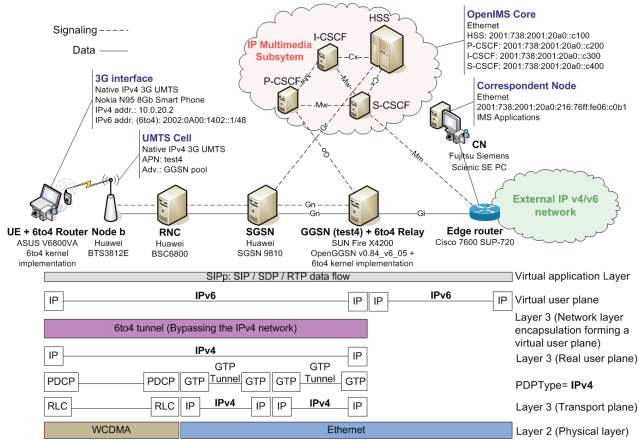 Signaling
Data
3G interface
Native IPv4 3G UMTS
Nokia N95 8Gb Smart Phone
IPv4 addr.: 10.0.20.2
IPv6 addr. (6to4): 2002:0A00:1402::1/48
UMTS Cell
Native IPv4 3G UMTS
APN: test4
Adv.: GGSN pool
IP Multimedia
Subsytem
I-CSCF
HSS
P-CSCF
S-CSCF
Cx
Mw
Mw
Mw
Cx
Gi
Go
Mm
OpenIMS Core
Ethernet
HSS: 2001:738:2001:20a0::c100
P-CSCF: 2001:738:2001:20a0::c200
I-CSCF: 2001:738:2001:20a0::c300
S-CSCF: 2001:738:2001:20a0::c400
Correspondent Node
Ethernet
2001:738:2001:20a0:216:76ff:fe06:c0b1
IMS Applications
CN
Fujitsu Siemens
Scienic SE PC
External IP v4/v6
network
Gn
Gn
Gi
UE + 6to4 Router
ASUS V6800VA
6to4 kernel
implementation
Node b
Huawei
BTS3812E
RNC
Huawei
BSC6800
SGSN
Huawei
SGSN 9810
GGSN (test4) + 6to4 Relay
SUN Fire X4200
OpenGGSN v0.84_v6_05 +
6to4 kernel implementation
Edge router
Cisco 7600 SUP-720
SIPp: SIP / SDP / RTP data flow
Virtual application Layer
IP
IPv6
IP
IP
IPv6
IP
Virtual user plane
6to4 tunnel (Bypassing the IPv4 network)
Layer 3 (Network layer
encapsulation forming a
virtual user plane)
IP
IPv4
IP
Layer 3 (Real user plane)
PDCP
PDCP
GTP
GTP
Tunnel
GTP
GTP
GTP
Tunnel
GTP
PDPType= IPv4
RLC
RLC
IP
IPv4
IP
IP
IPv4
IP
Layer 3 (Transport plane)
WCDMA
Ethernet
Layer 2 (Physical layer)